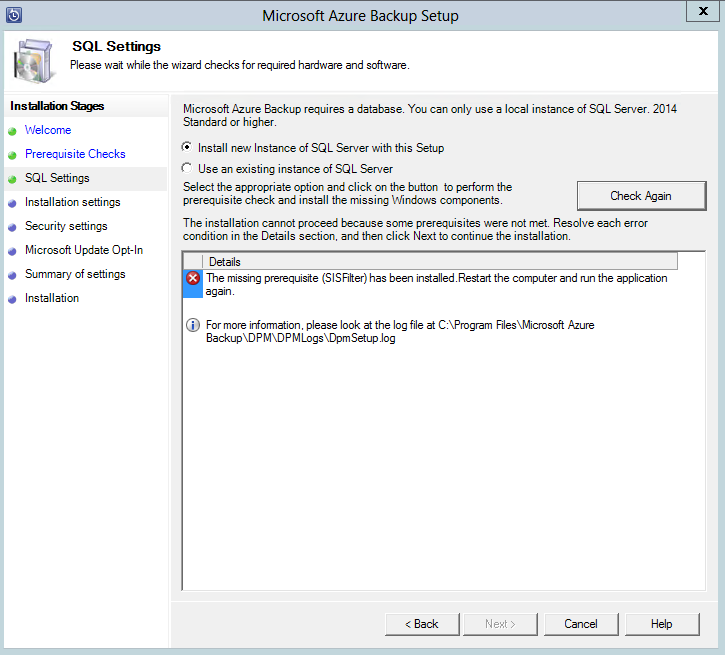 Microsoft Azure Backup Setup
x
SQL Settings
Please wait while the wizard checks for required hardware and software.
Installation Stages
Welcome
Prerequisite Checks
SQL Settings
Installation settings
Security settings
Microsoft Update Opt-In
Summary of settings
Installation
Microsoft Azure Backup requires a database. You can only use a local instance of SQL Server. 2014
Standard or higher.
Install new Instance of SQL Server with this Setup
Use an existing instance of SQL Server
Select the appropriate option and click on the button to perform the
prerequisite check and install the missing Windows components.
Check Again
The installation cannot proceed because some prerequisites were not met. Resolve each error
condition in the Details section, and then click Next to continue the installation.
Details
The missing prerequisite (SISFilter) has been installed.Restart the computer and run the application
again.
For more information, please look at the log file at C:\Program Files\Microsoft Azure
Backup\DPM\DPMLogs\DpmSetup.log
< Back
Next >
Cancel
Help